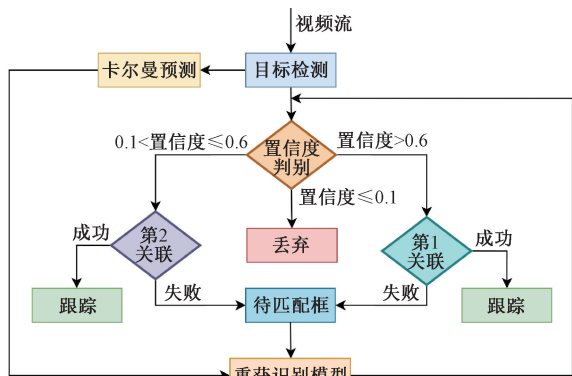 视频流
卡尔曼预测
目标检测
0.1<置信度≤0.6
置信度
判别
置信度>0.6
置信度≤0.1
成功
第2
关联
丢弃
第1
关联
成功
跟踪
失败
待匹配框
失败
跟踪
重获识别模型